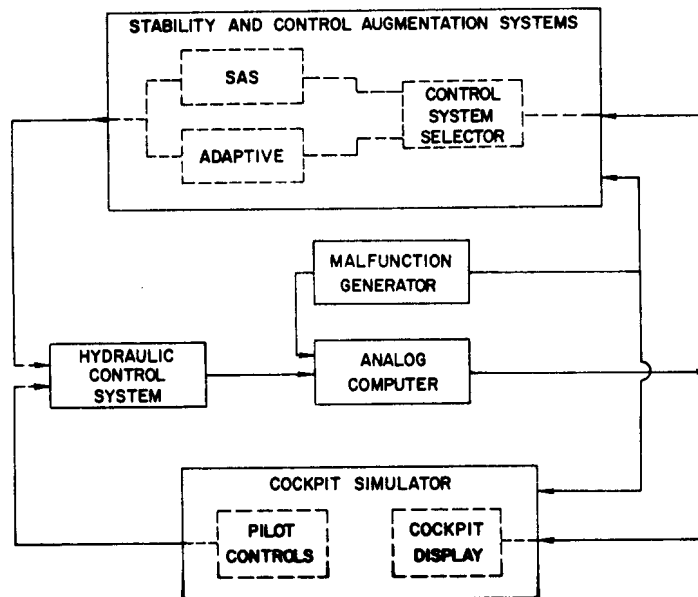 STABILITY AND CONTROL AUGMENTATION SYSTEMS
SAS
ADAPTIVE
CONTROL
SYSTEM
SELECTOR
MALFUNCTION
GENERATOR
HYDRAULIC
CONTROL
SYSTEM
ANALOG
COMPUTER
COCKPIT SIMULATOR
PILOT
CONTROLS
COCKPIT
DISPLAY